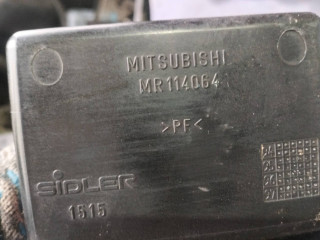 MITSUBISHI
MR114064
>PF<
SIDLER
1515